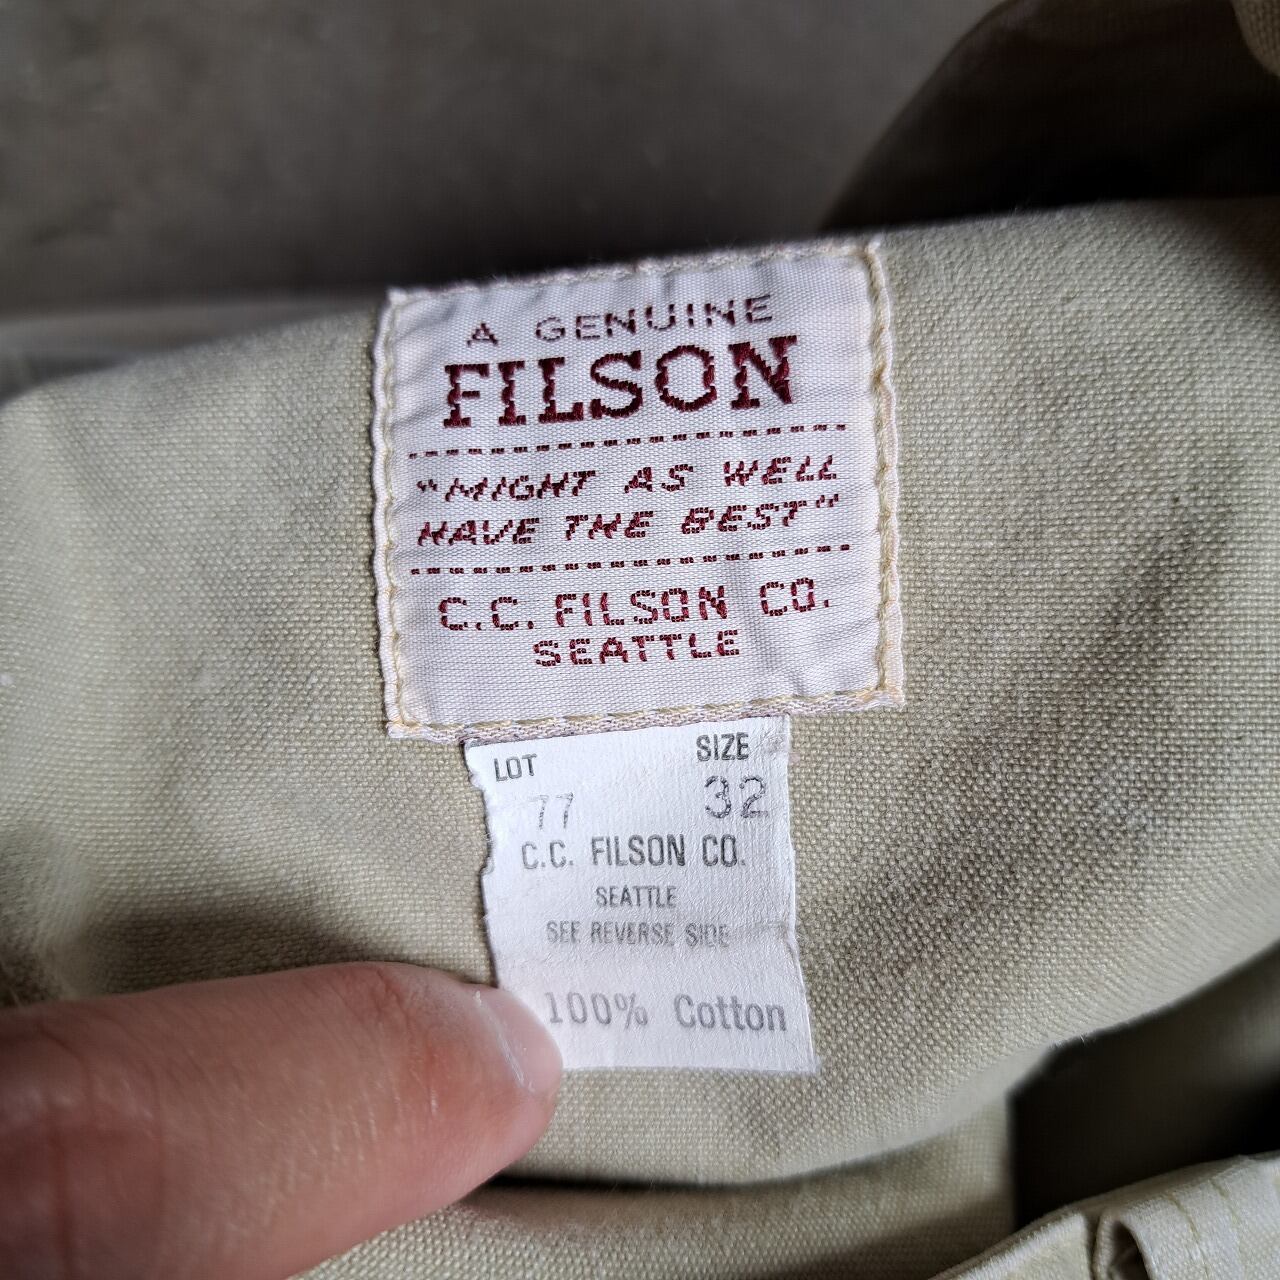 A GENUINE
FILSON
"MIGHT AS WELL
HAVE THE BEST"
C.C. FILSON CO.
SEATTLE
LOT SIZE
77 32
C.C. FILSON CO.
SEATTLE
SEE REVERSE SIDE
100% Cotton